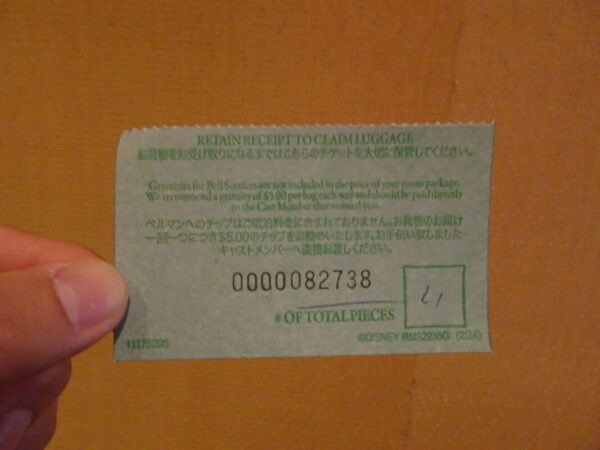 RETAIN RECEIPT TO CLAIM LUGGAGE
お荷物をお受け取りになるまではこちらのチケットを大切に保管してください。
Gratuities for Bell Services are not included in the price of your room package.
We recommend a gratuity of $5.00 per bag each way and should be paid directly
to the Cast Member that assisted you.
ベルマンへのチップはご宿泊料金に含まれておりません。お荷物のお届け
一回一つにつき$5.00のチップをお勧めいたします。お手伝い致しました
キャストメンバーへ直接お渡しください。
0000082738
# OF TOTAL PIECES 4
11176205 ©DISNEY RMS2238G (2/24)